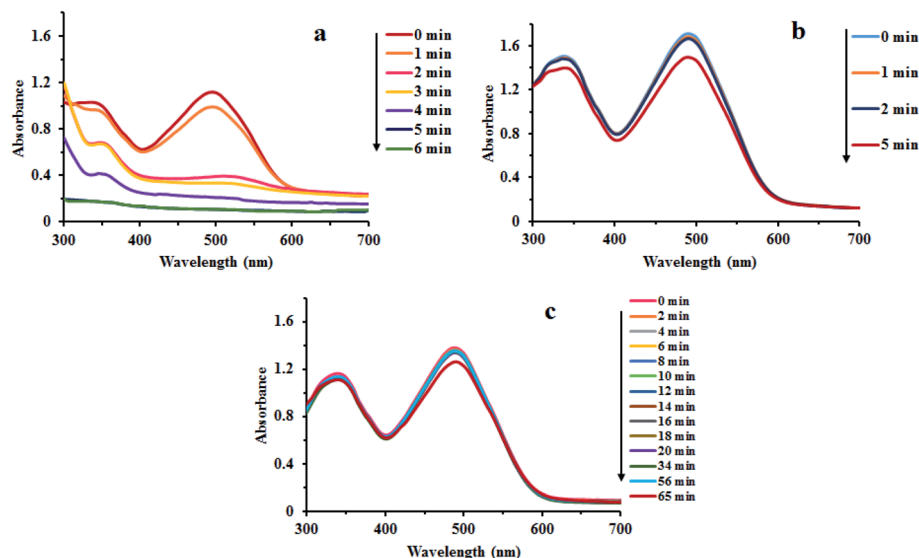 a
1.6
1.2
0.8
0.4
0
300
400
500
600
700
Absorbance
Wavelength (nm)
0 min
1 min
2 min
3 min
4 min
5 min
6 min
b
1.6
1.2
0.8
0.4
0
300
400
500
600
700
Absorbance
Wavelength (nm)
0 min
1 min
2 min
5 min
c
1.6
1.2
0.8
0.4
0
300
400
500
600
700
Absorbance
Wavelength (nm)
0 min
2 min
4 min
6 min
8 min
10 min
12 min
14 min
16 min
18 min
20 min
34 min
56 min
65 min